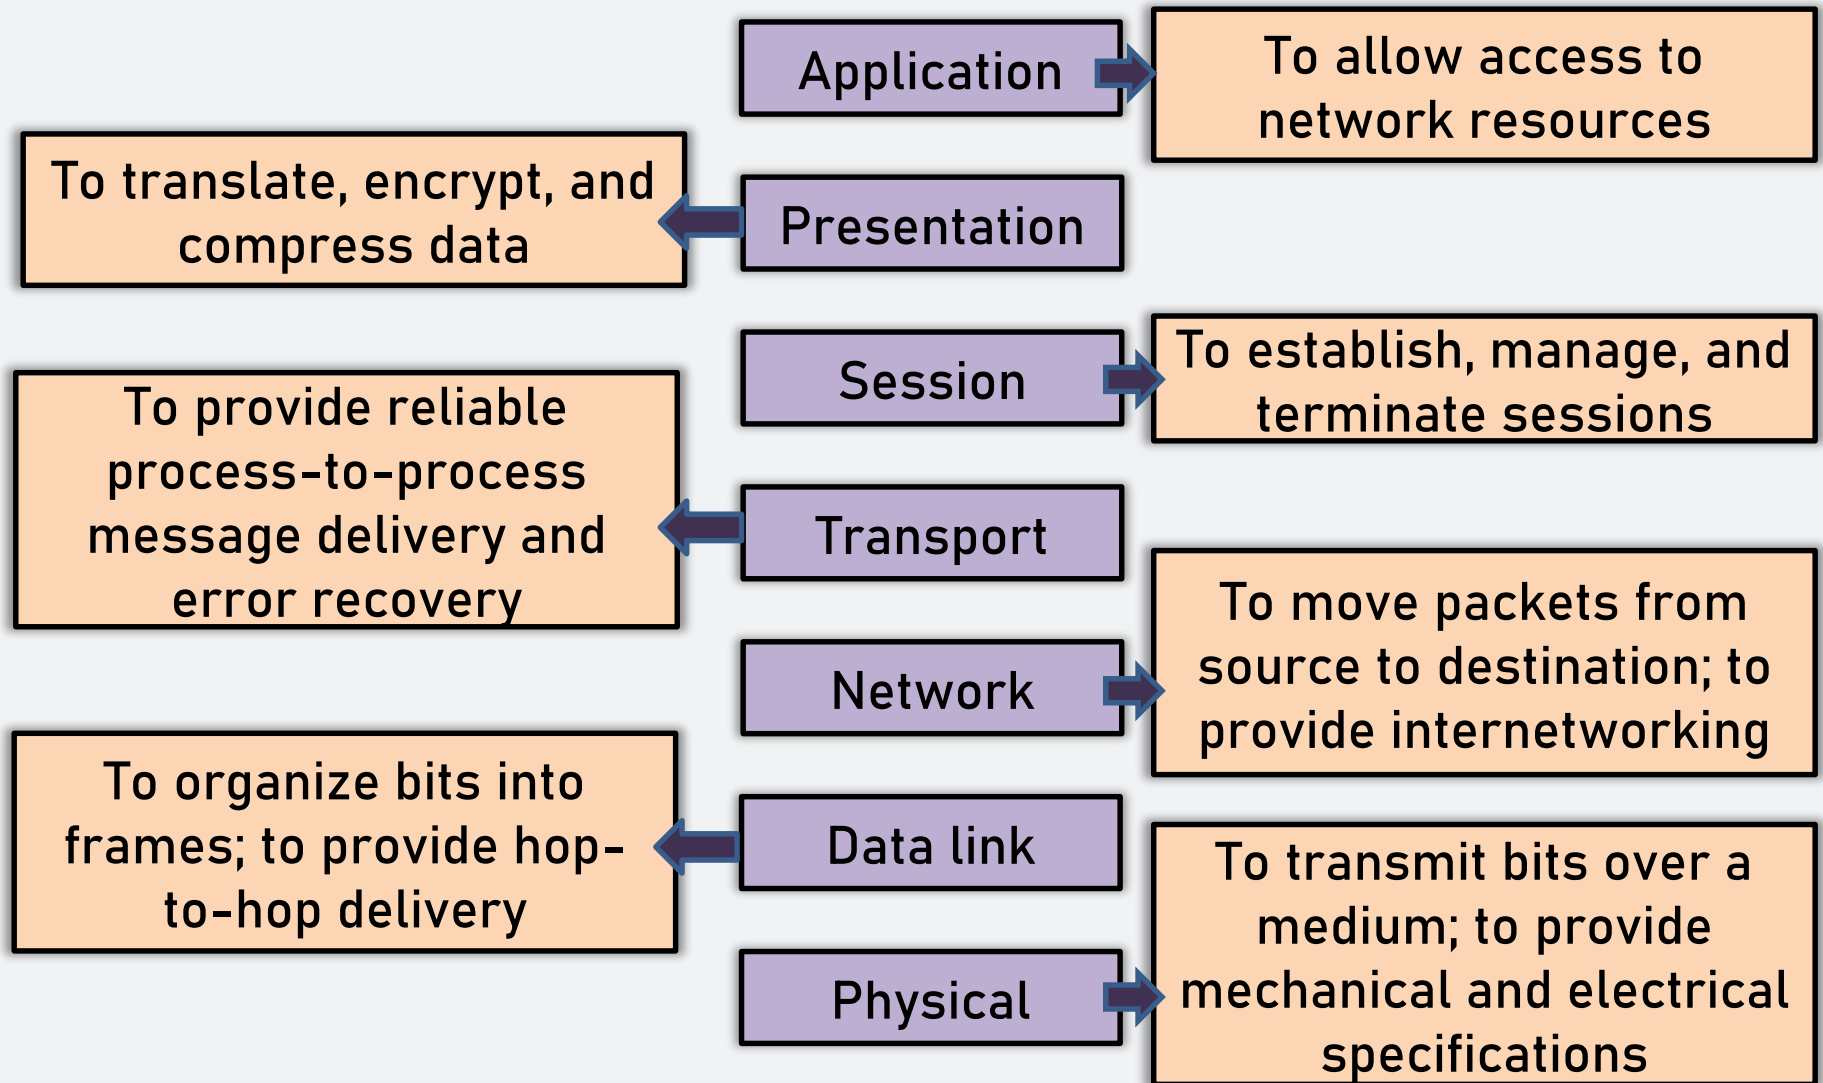 Application
To allow access to
network resources
To translate, encrypt, and
compress data
Presentation
Session
To establish, manage, and
terminate sessions
To provide reliable
process-to-process
message delivery and
error recovery
Transport
Network
To move packets from
source to destination; to
provide internetworking
To organize bits into
frames; to provide hop-
to-hop delivery
Data link
Physical
To transmit bits over a
medium; to provide
mechanical and electrical
specifications